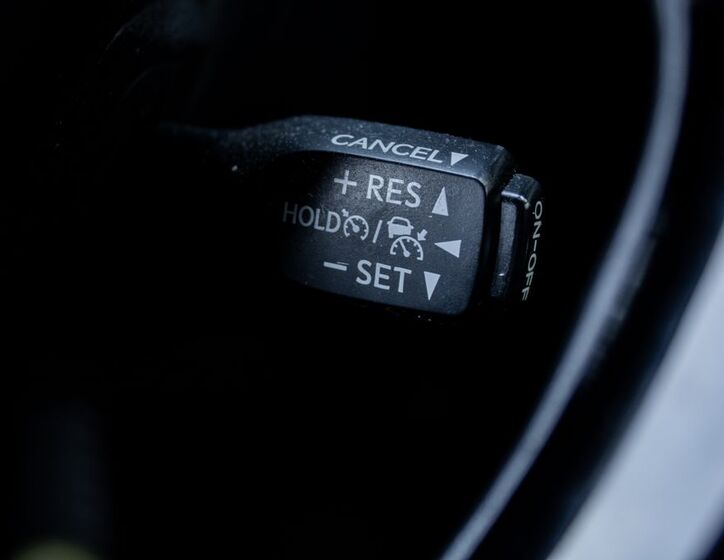 CANCEL
+ RES
HOLD /
- SET
ON-OFF